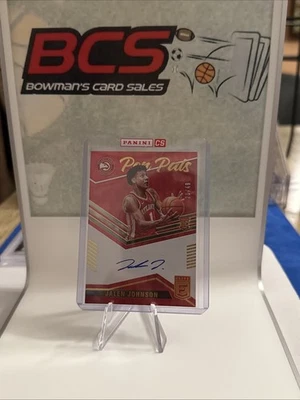 BCS
BOWMAN'S CARD SALES
PANINI CS
Pen Pals
JALEN JOHNSON